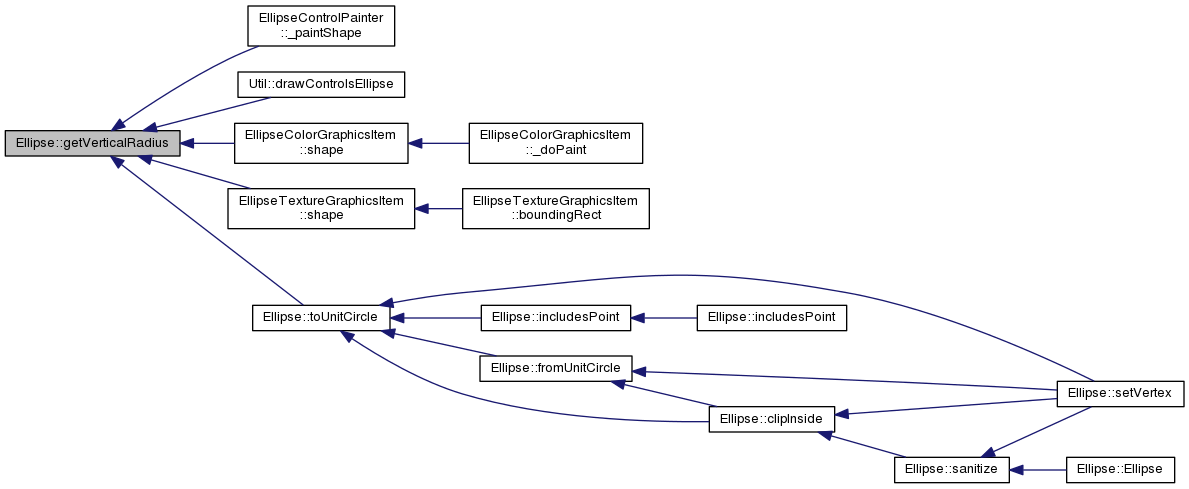 EllipseControlPainter
::_paintShape
Util::drawControlsEllipse
Ellipse::getVerticalRadius
EllipseColorGraphicsItem
::shape
EllipseColorGraphicsItem
::_doPaint
EllipseTextureGraphicsItem
::shape
EllipseTextureGraphicsItem
::boundingRect
Ellipse::toUnitCircle
Ellipse::includesPoint
Ellipse::includesPoint
Ellipse::fromUnitCircle
Ellipse::setVertex
Ellipse::clipInside
Ellipse::sanitize
Ellipse::Ellipse